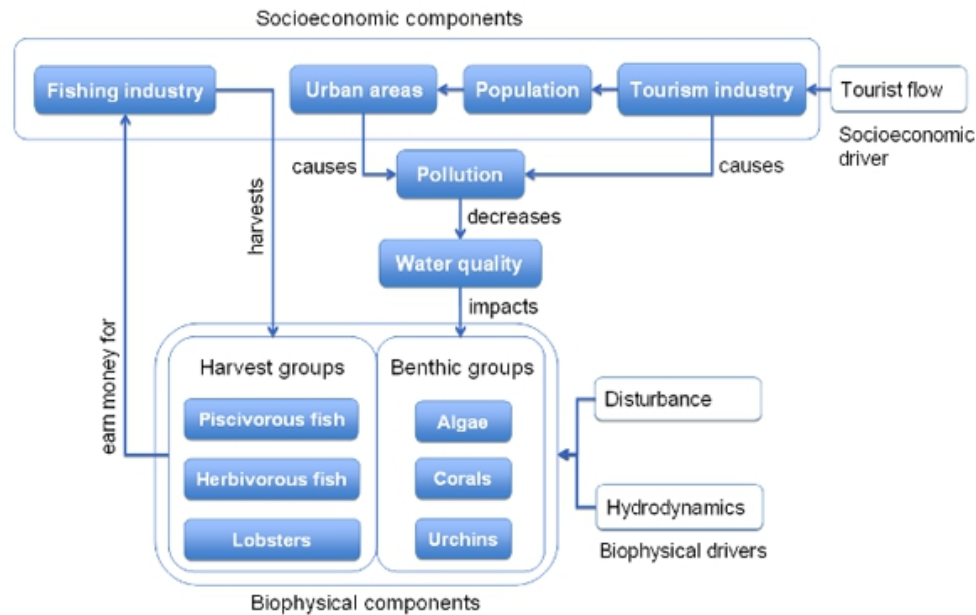 Socioeconomic components
Fishing industry
Urban areas
Population
Tourism industry
Tourist flow
Socioeconomic
driver
causes
Pollution
causes
harvests
decreases
Water quality
impacts
earn money for
Harvest groups
Benthic groups
Piscivorous fish
Algae
Herbivorous fish
Corals
Lobsters
Urchins
Disturbance
Hydrodynamics
Biophysical drivers
Biophysical components